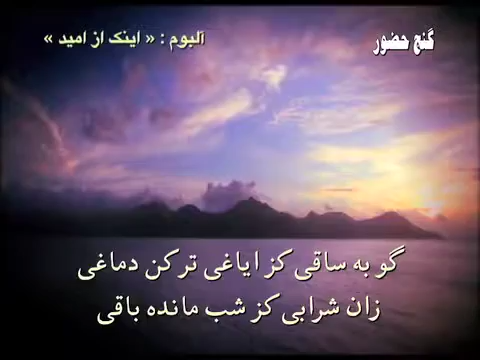 گنج حضور
آلبوم : « اینک از امید »
گو به ساقی کز ایاغی ترکن دماغی
زان شرابی کز شب مانده باقی